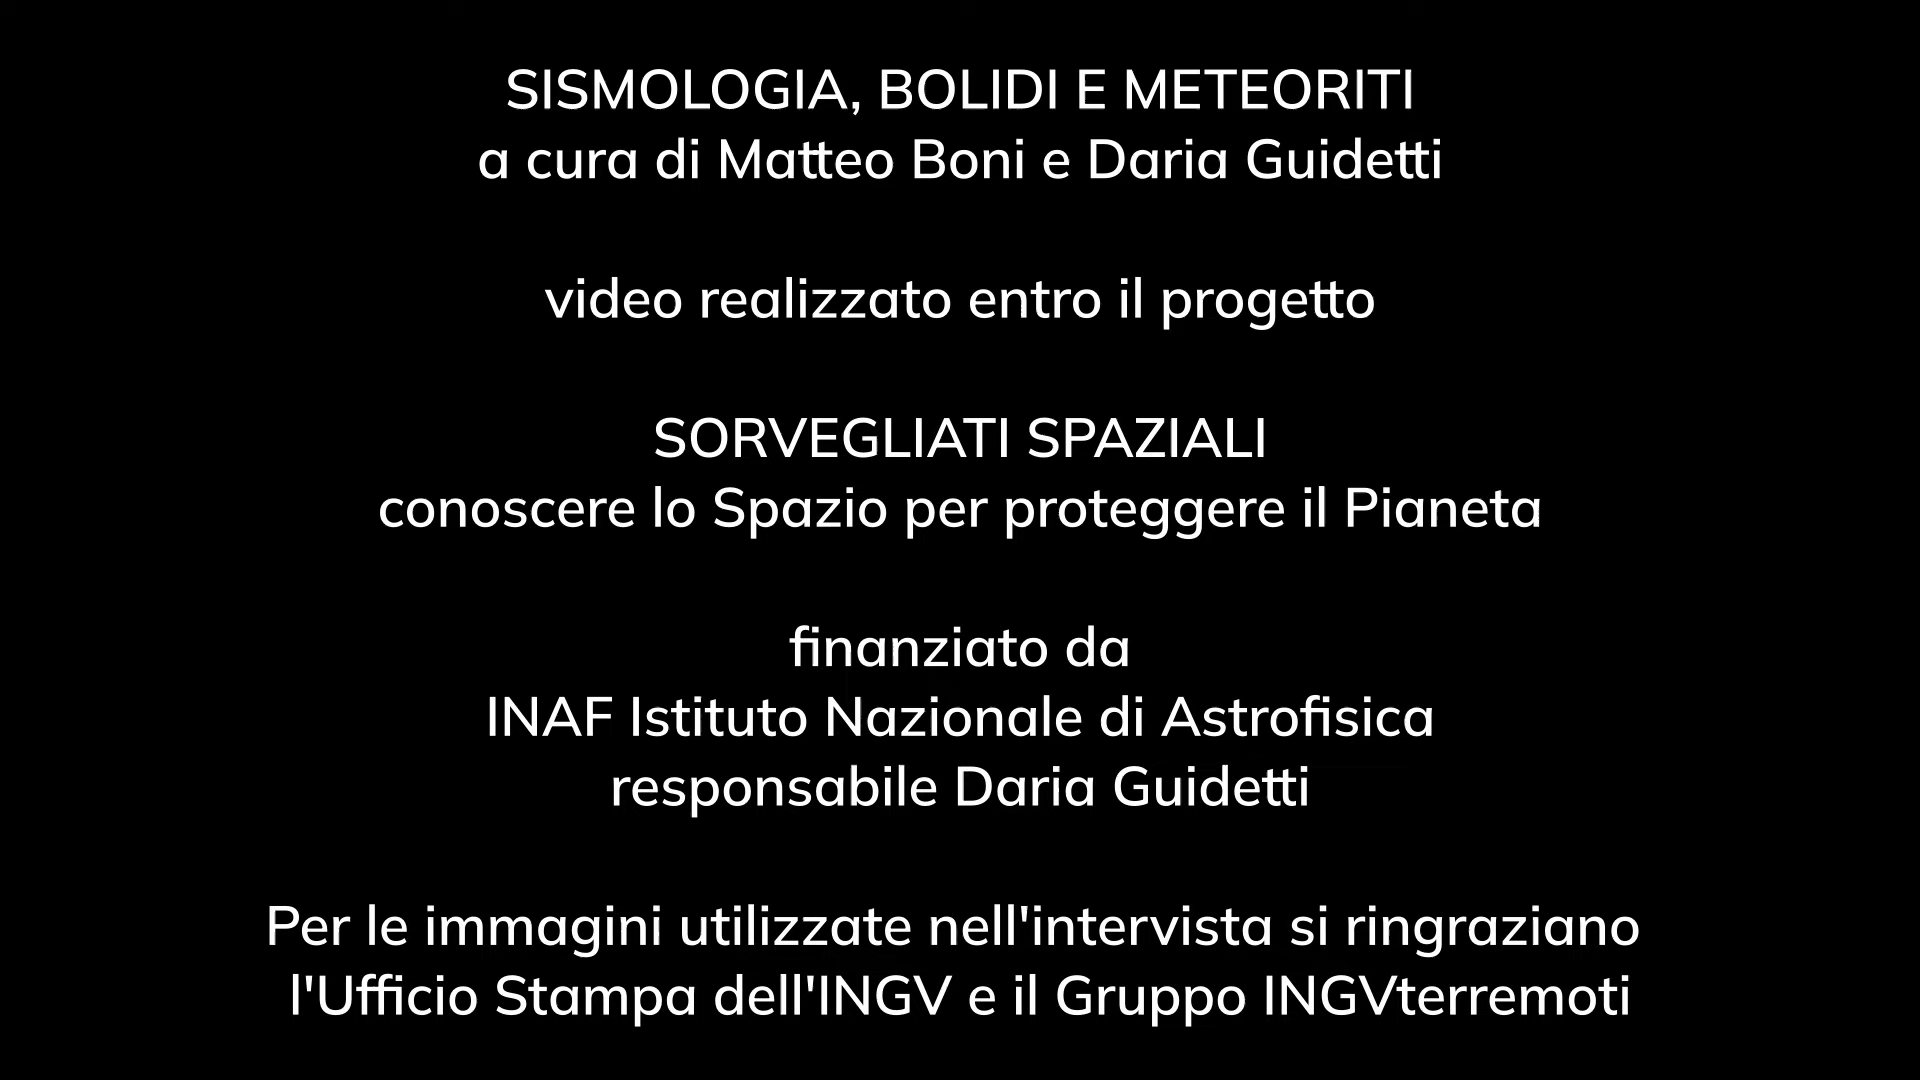 SISMOLOGIA, BOLIDI E METEORITI
a cura di Matteo Boni e Daria Guidetti
video realizzato entro il progetto
SORVEGLIATI SPAZIALI
conoscere lo Spazio per proteggere il Pianeta
finanziato da
INAF Istituto Nazionale di Astrofisica
responsabile Daria Guidetti
Per le immagini utilizzate nell'intervista si ringraziano
l'Ufficio Stampa dell'INGV e il Gruppo INGVterremoti